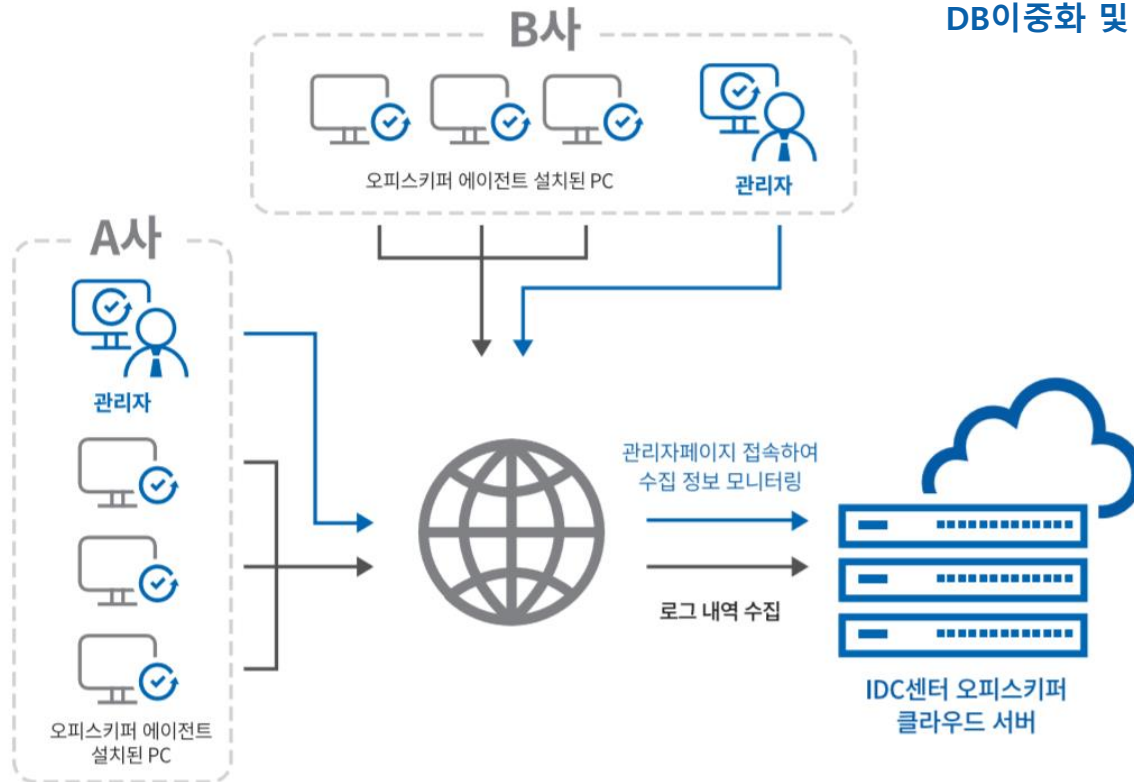 DB이중화 및
B사
오피스키퍼 에이전트 설치된 PC
관리자
A사
관리자
오피스키퍼 에이전트
설치된 PC
관리자페이지 접속하여
수집 정보 모니터링
로그 내역 수집
IDC센터 오피스키퍼
클라우드 서버